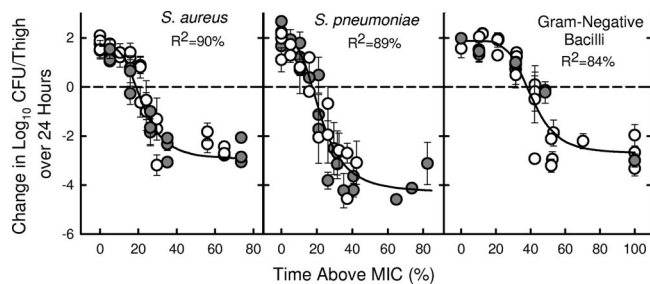 S. aureus
R²=90%
S. pneumoniae
R²=89%
Gram-Negative
Bacilli
R²=84%
Change in Log₁₀ CFU/Thigh
over 24 Hours
2
0
-2
-4
-6
0 20 40 60 80
0 20 40 60 80
0 20 40 60 80 100
Time Above MIC (%)